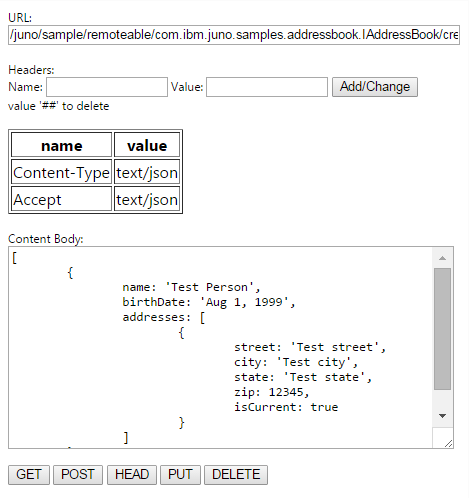 URL:
/juno/sample/remoteable/com.ibm.juno.samples.addressbook.IAddressBook/cre
Headers:
Name: Value: Add/Change
value '##' to delete
name value
Content-Type text/json
Accept text/json
Content Body:
[
{
name: 'Test Person',
birthDate: 'Aug 1, 1999',
addresses: [
{
street: 'Test street',
city: 'Test city',
state: 'Test state',
zip: 12345,
isCurrent: true
}
]
GET POST HEAD PUT DELETE